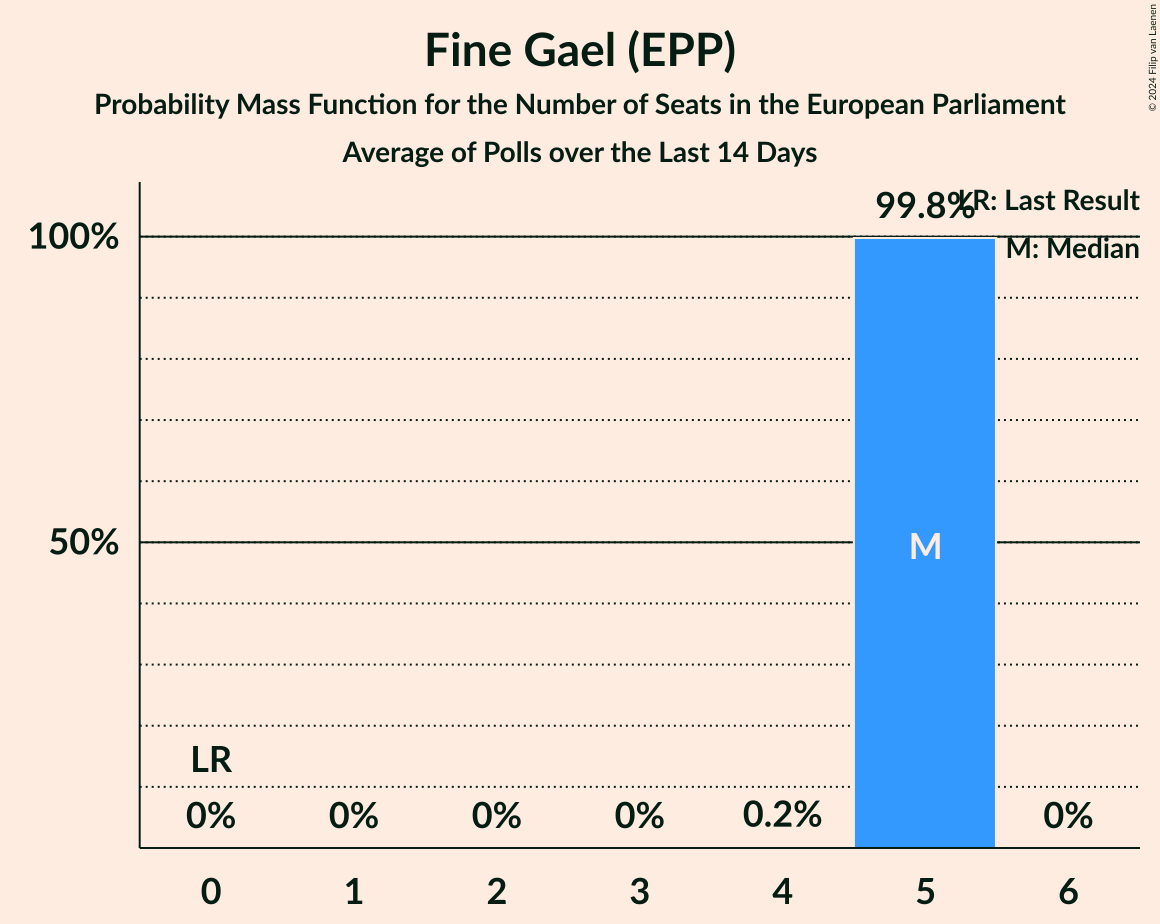 Fine Gael (EPP)
Probability Mass Function for the Number of Seats in the European Parliament
Average of Polls over the Last 14 Days
© 2024 Filip van Laenen
99.8%
LR: Last Result
100%
M: Median
50%
M
LR
0% 0% 0% 0% 0.2% 0%
0 1 2 3 4 5 6